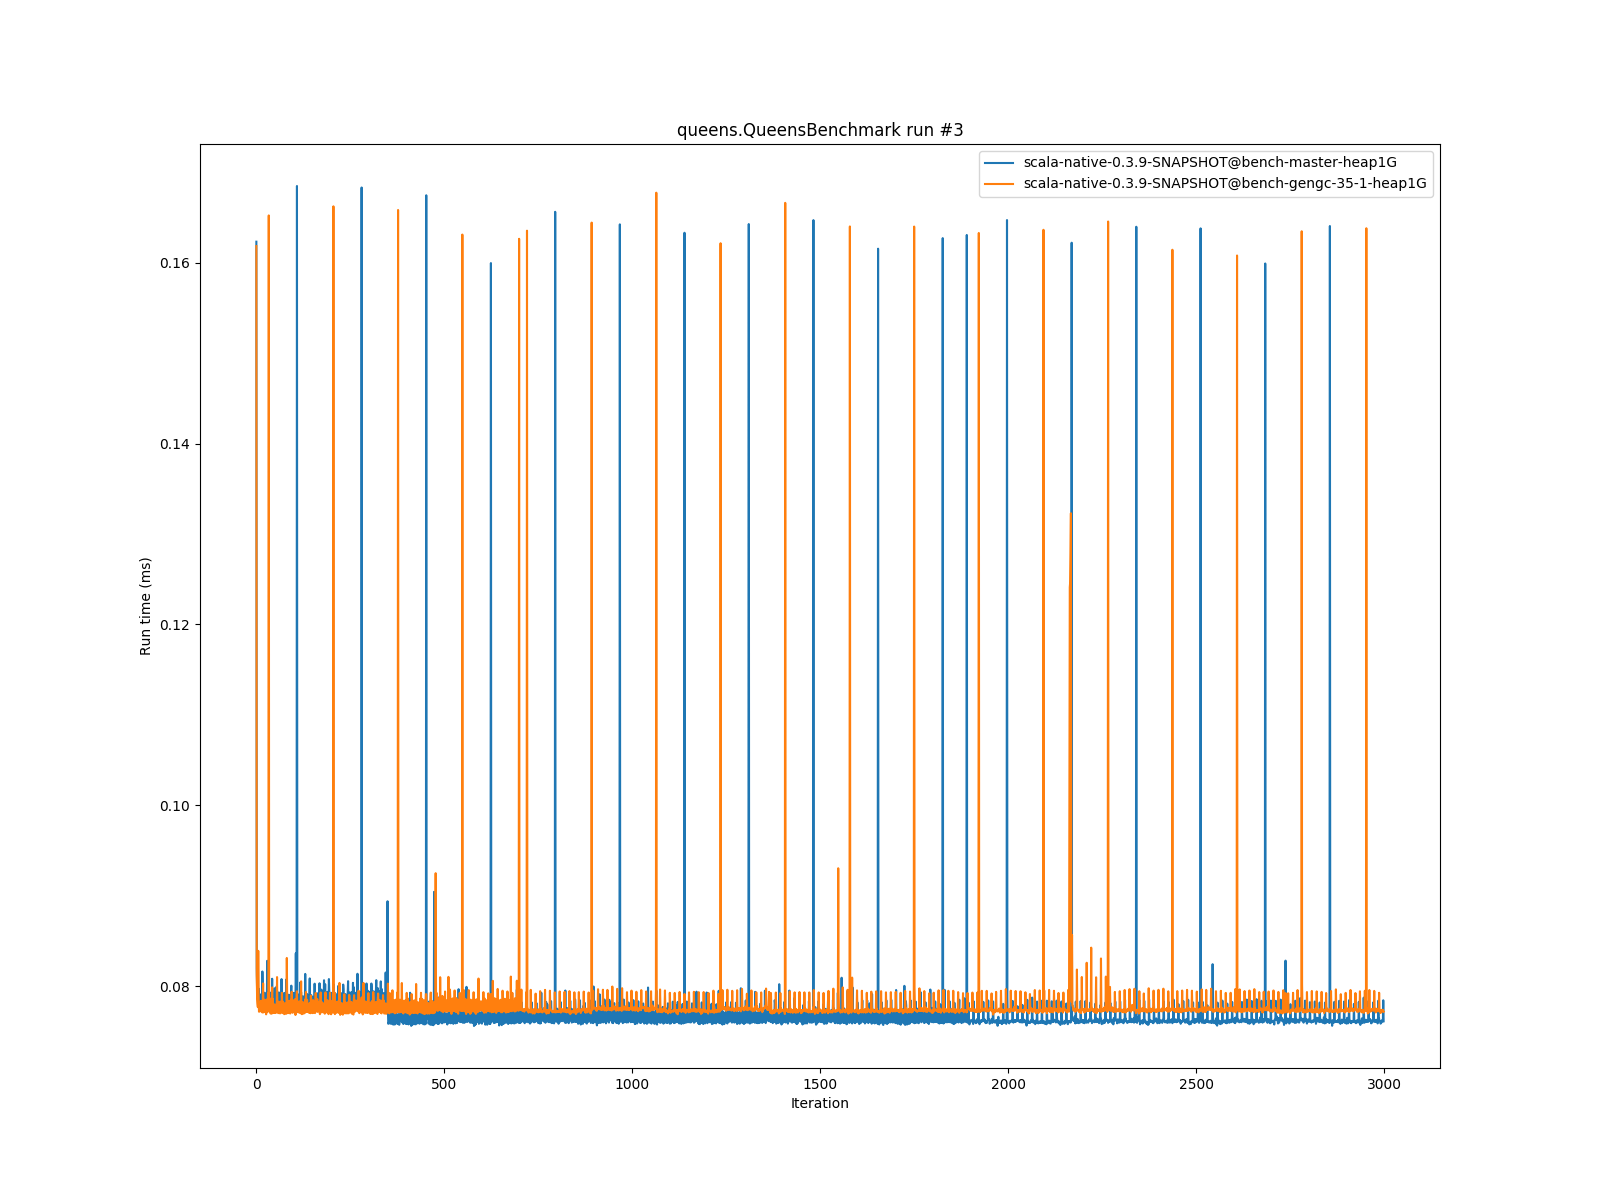 queens.QueensBenchmark run #3
scala-native-0.3.9-SNAPSHOT@bench-master-heap1G
scala-native-0.3.9-SNAPSHOT@bench-gengc-35-1-heap1G
Run time (ms)
0.16
0.14
0.12
0.10
0.08
0
500
1000
1500
2000
2500
3000
Iteration